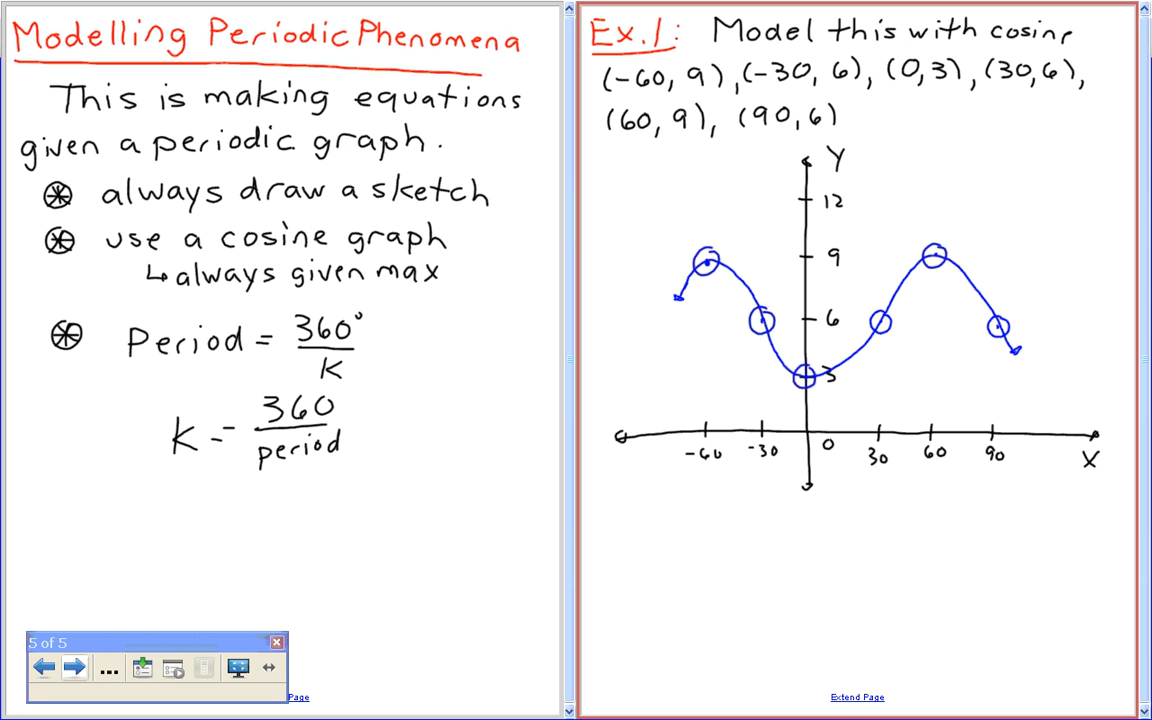 Modelling Periodic Phenomena
This is making equations
given a periodic graph.
always draw a sketch
use a cosine graph
↳ always given max
Period = 360°/K
K = 360/period
5 of 5
...
Page
Ex.1: Model this with cosine
(-60, 9), (-30, 6), (0,3), (30,6),
(60, 9), (90,6)
Y
12
9
6
3
-60 -30 0 30 60 90 X
Extend Page